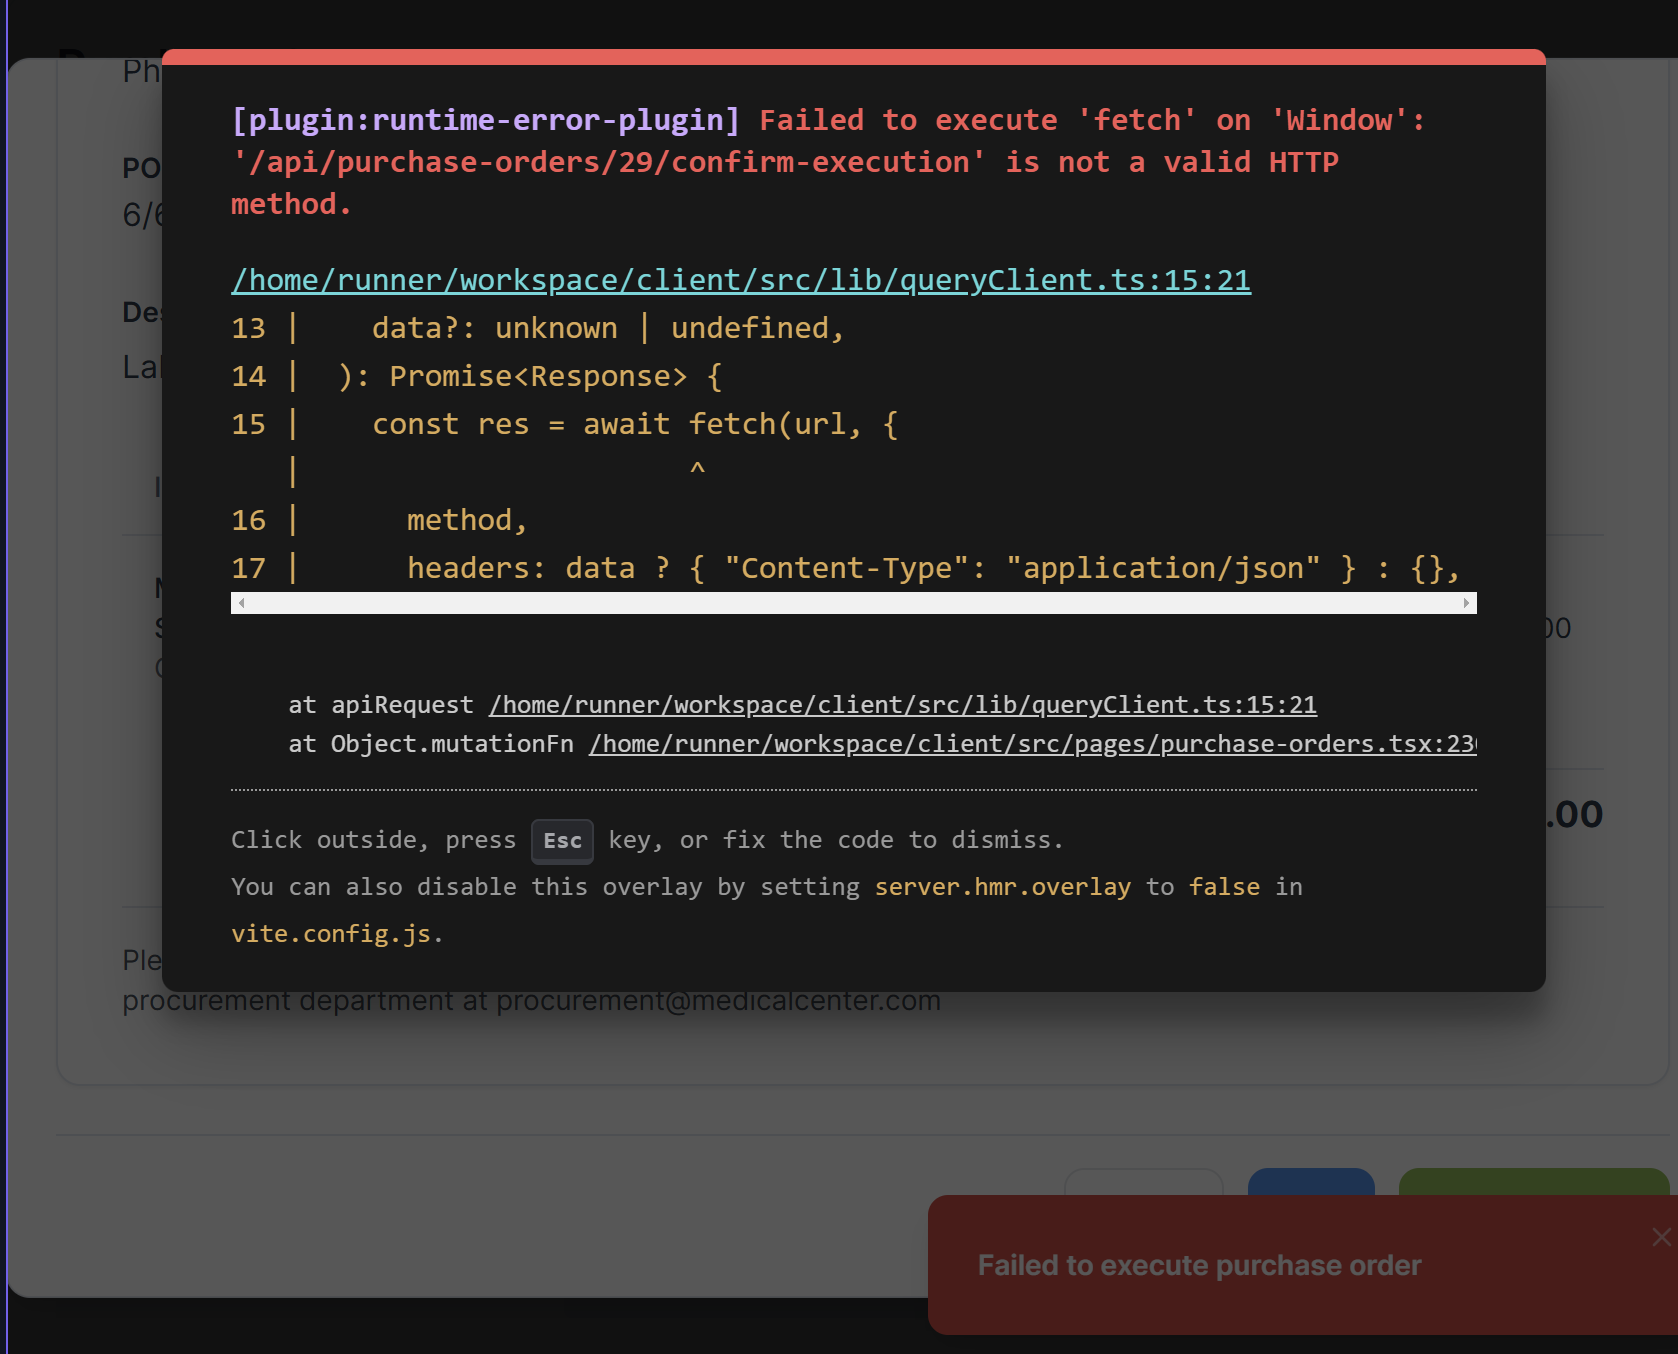 Ph
[plugin:runtime-error-plugin] Failed to execute 'fetch' on 'Window':
'/api/purchase-orders/29/confirm-execution' is not a valid HTTP
method.
PO
6/6
/home/runner/workspace/client/src/lib/queryClient.ts:15:21
13 |    data?: unknown | undefined,
14 |  ): Promise<Response> {
15 |    const res = await fetch(url, {
   |                      ^
16 |      method,
17 |      headers: data ? { "Content-Type": "application/json" } : {},
Des
Lal
00
at apiRequest /home/runner/workspace/client/src/lib/queryClient.ts:15:21
at Object.mutationFn /home/runner/workspace/client/src/pages/purchase-orders.tsx:23
.00
Click outside, press Esc key, or fix the code to dismiss.
You can also disable this overlay by setting server.hmr.overlay to false in
vite.config.js.
Ple
procurement department at procurement@medicalcenter.com
Failed to execute purchase order